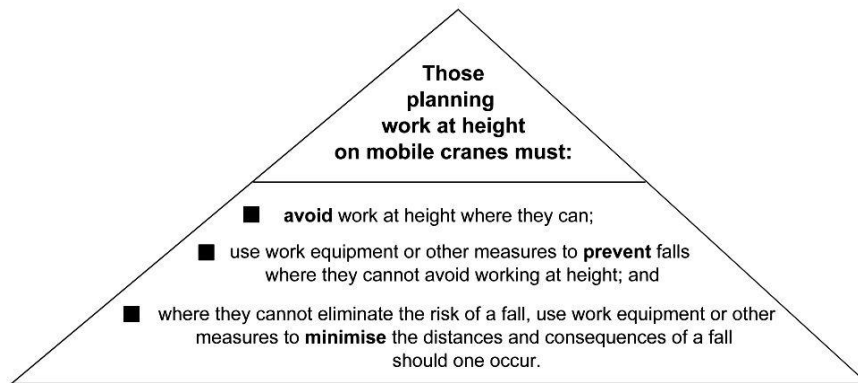 Those
planning
work at height
on mobile cranes must:
■ avoid work at height where they can;
■ use work equipment or other measures to prevent falls
where they cannot avoid working at height; and
■ where they cannot eliminate the risk of a fall, use work equipment or other
measures to minimise the distances and consequences of a fall
should one occur.